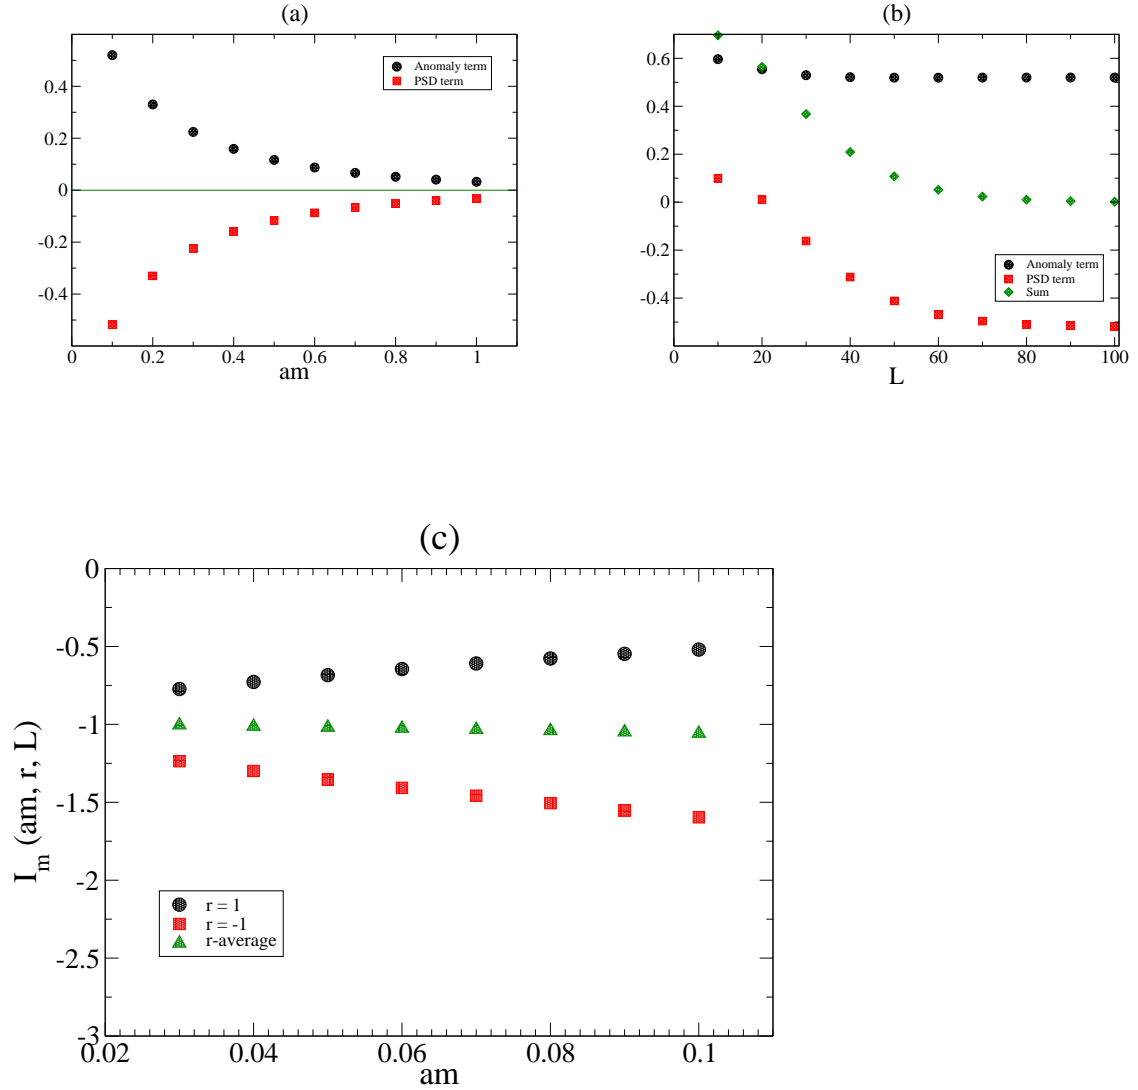 (a)
0.4
0.2
0
-0.2
-0.4
Anomaly term
PSD term
0 0.2 0.4 0.6 0.8 1
am
(b)
0.6
0.4
0.2
0
-0.2
-0.4
Anomaly term
PSD term
Sum
0 20 40 60 80 100
L
(c)
0
-0.5
-1
-1.5
-2
-2.5
-3
I_m (am, r, L)
r = 1
r = -1
r-average
0.02 0.04 0.06 0.08 0.1
am